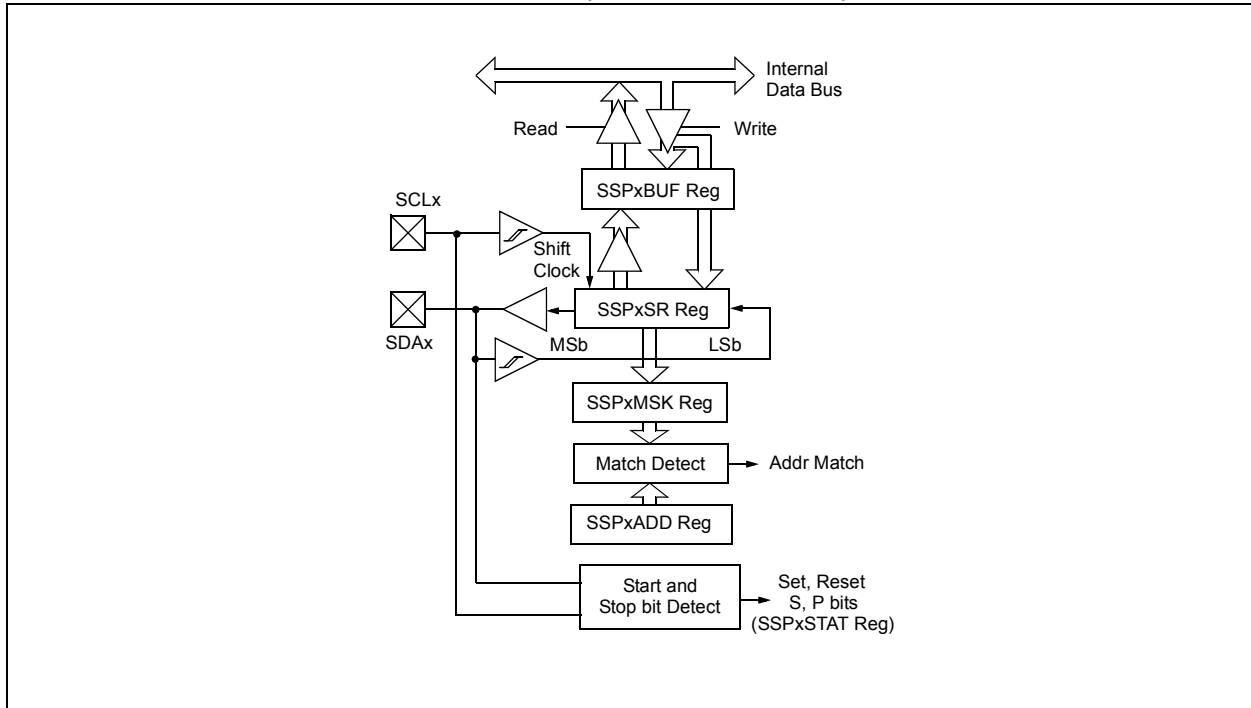 Internal
Data Bus
Read
Write
SSPxBUF Reg
SCLx
Shift
Clock
SSPxSR Reg
SDAx
MSb
LSb
SSPxMSK Reg
Match Detect
Addr Match
SSPxADD Reg
Start and
Stop bit Detect
Set, Reset
S, P bits
(SSPxSTAT Reg)